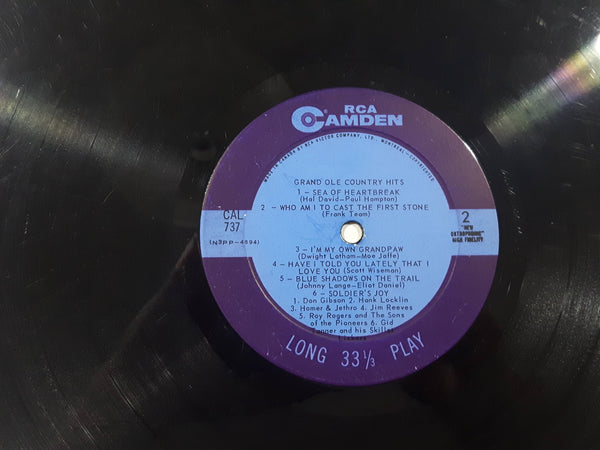 RCA
CAMDEN
MADE IN CANADA BY RCA VICTOR COMPANY, LTD., MONTREAL
GRAND OLE COUNTRY HITS
1 – SEA OF HEARTBREAK
(Hal David–Paul Hampton)
2 – WHO AM I TO CAST THE FIRST STONE
(Frank Team)
CAL
737
(N3PP-4694)
2
"NEW
ORTHOPHONIC"
HIGH FIDELITY
3 – I'M MY OWN GRANDPAW
(Dwight Latham–Moe Jaffe)
4 – HAVE I TOLD YOU LATELY THAT I
LOVE YOU (Scott Wiseman)
5 – BLUE SHADOWS ON THE TRAIL
(Johnny Lange–Eliot Daniel)
6 – SOLDIER'S JOY
1. Don Gibson 2. Hank Locklin
3. Homer & Jethro 4. Jim Reeves
5. Roy Rogers and The Sons
of the Pioneers 6. Gid
Tanner and his Skillet
Lickers
LONG 33 1/3 PLAY